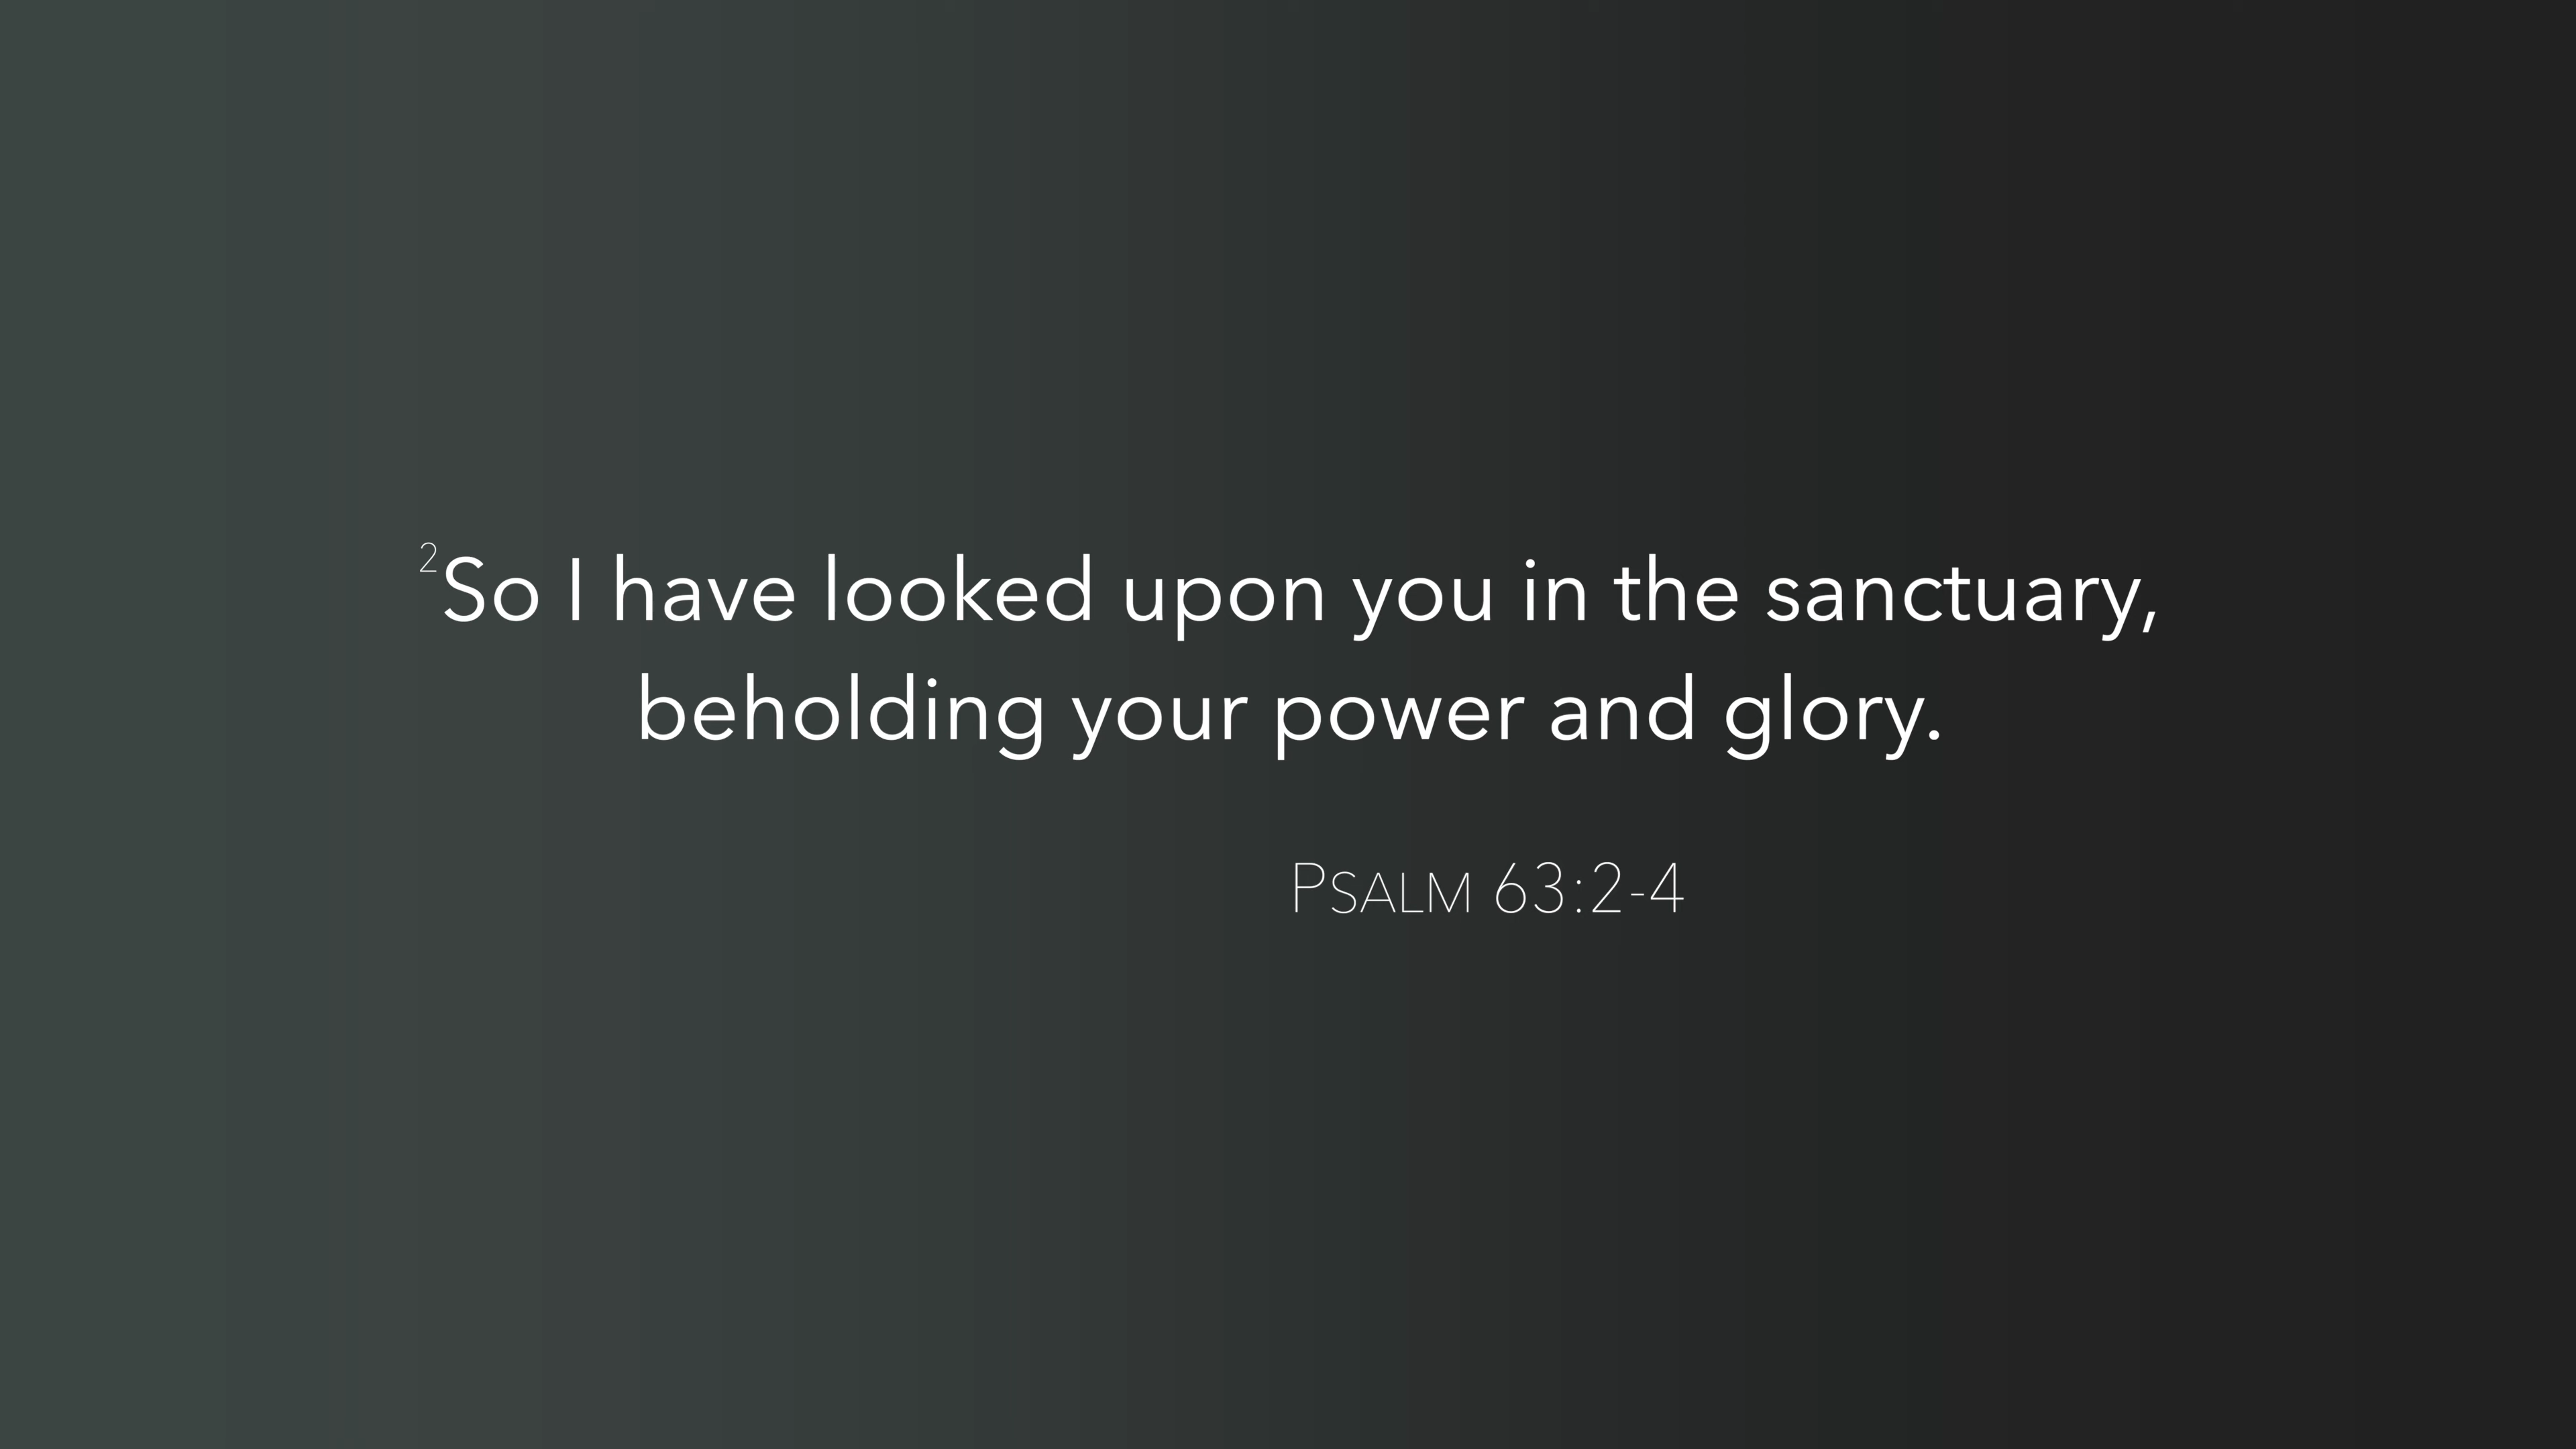 ²So I have looked upon you in the sanctuary,
beholding your power and glory.
PSALM 63:2-4